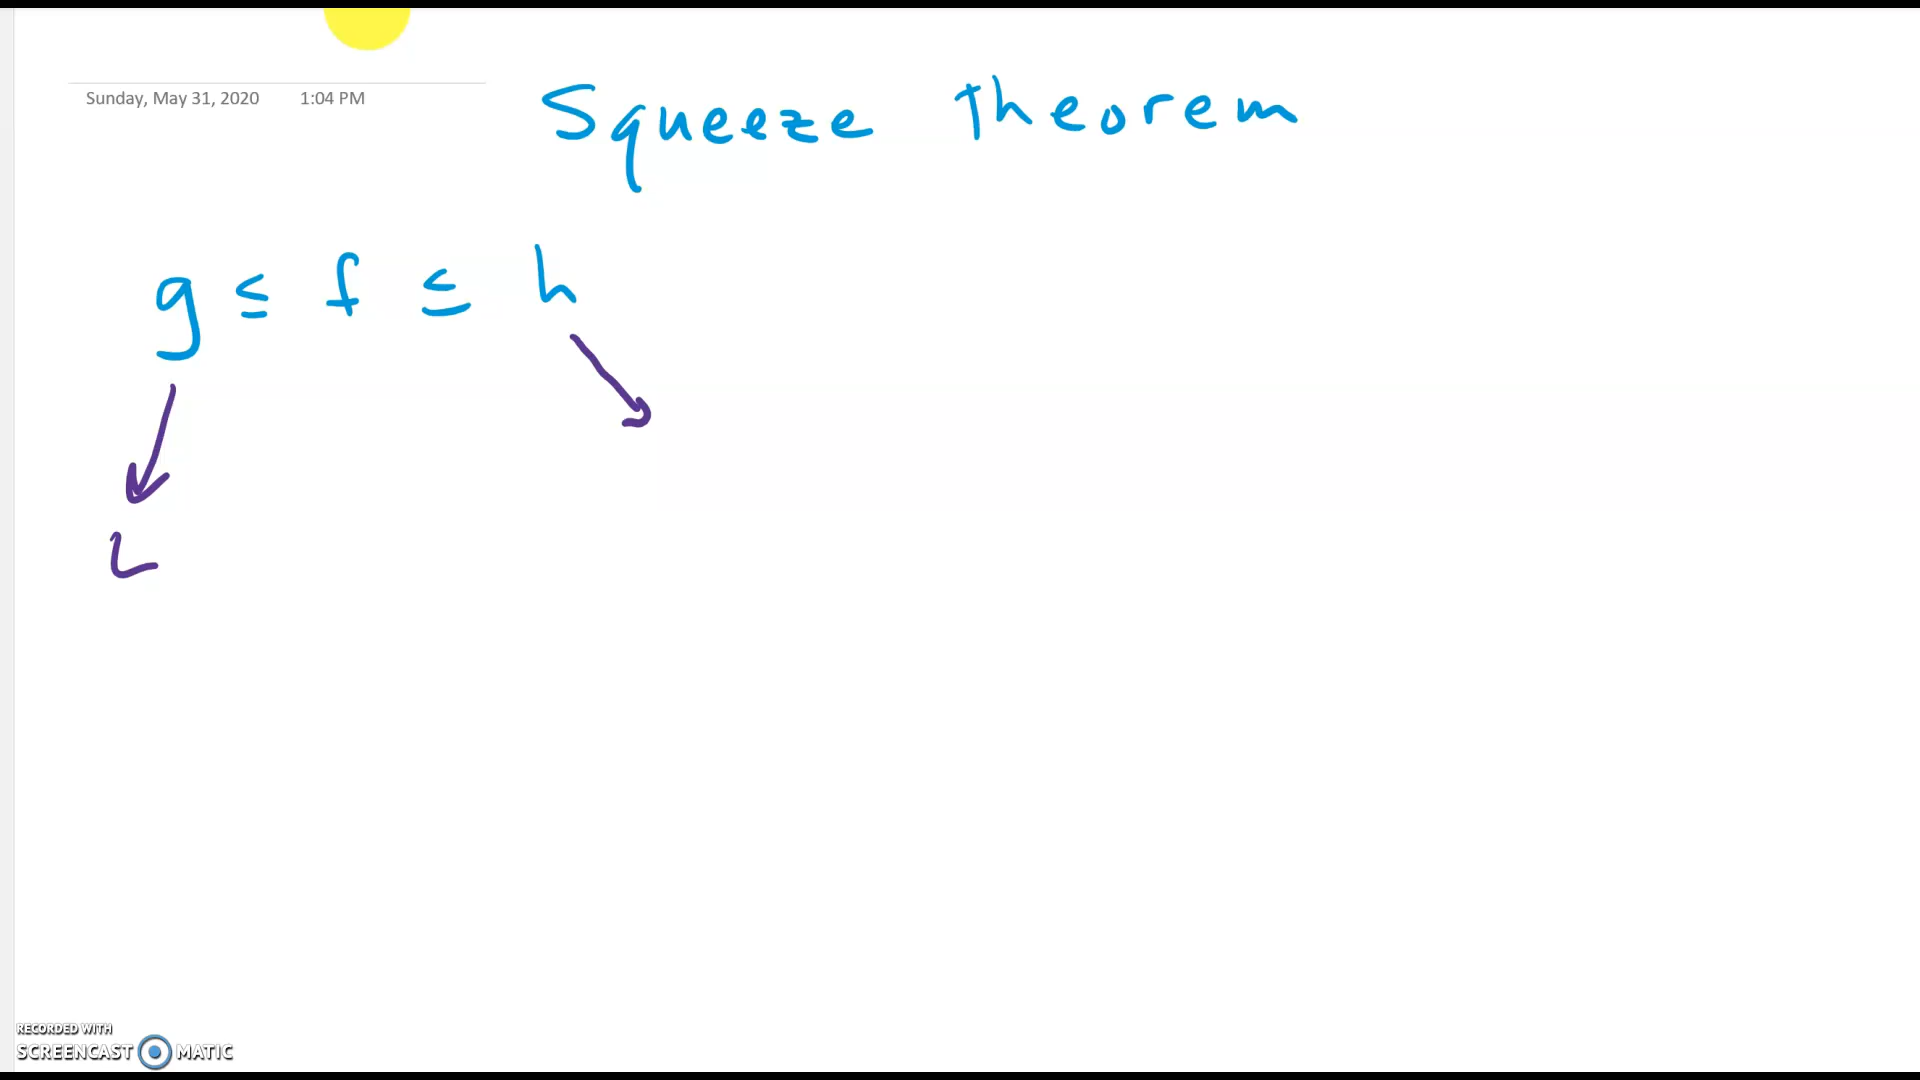 Sunday, May 31, 2020 1:04 PM
Squeeze Theorem
g ≤ f ≤ h
L
RECORDED WITH
SCREENCAST MATIC